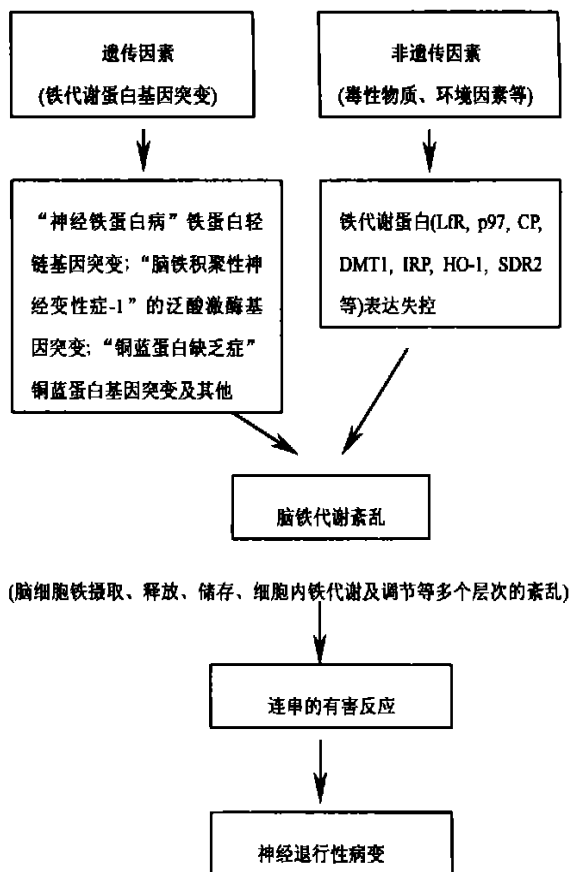 遗传因素
(铁代谢蛋白基因突变)
非遗传因素
(毒性物质、环境因素等)
“神经铁蛋白病”铁蛋白轻
链基因突变;“脑铁积聚性神
经变性症-1”的泛酸激酶基
因突变;“铜蓝蛋白缺乏症”
铜蓝蛋白基因突变及其他
铁代谢蛋白(LfR, p97, CP,
DMT1, IRP, HO-1, SDR2
等)表达失控
脑铁代谢紊乱
(脑细胞铁摄取、释放、储存、细胞内铁代谢及调节等多个层次的紊乱)
连串的有害反应
神经退行性病变